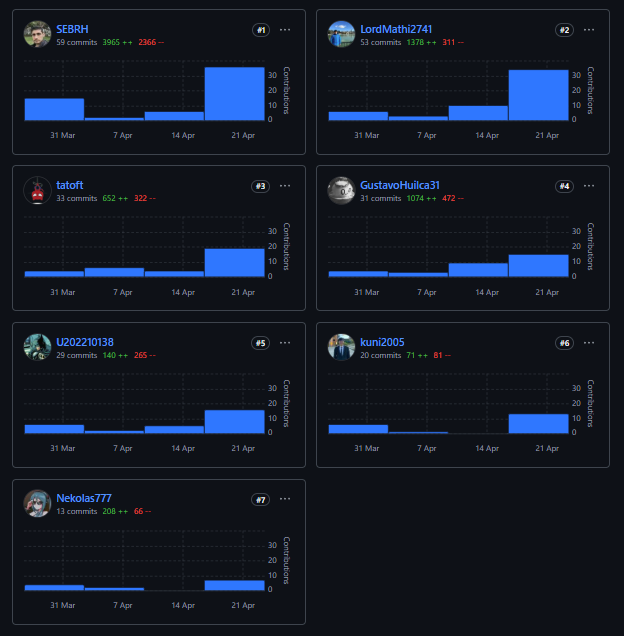 SEBRH #1 ···
59 commits 3965 ++ 2366 --
30
20
10
0
Contributions
31 Mar 7 Apr 14 Apr 21 Apr
LordMathi2741 #2 ···
53 commits 1378 ++ 311 --
30
20
10
0
Contributions
31 Mar 7 Apr 14 Apr 21 Apr
tatoft #3 ···
33 commits 652 ++ 322 --
30
20
10
0
Contributions
31 Mar 7 Apr 14 Apr 21 Apr
GustavoHuilca31 #4 ···
31 commits 1074 ++ 472 --
30
20
10
0
Contributions
31 Mar 7 Apr 14 Apr 21 Apr
U202210138 #5 ···
29 commits 140 ++ 265 --
30
20
10
0
Contributions
31 Mar 7 Apr 14 Apr 21 Apr
kuni2005 #6 ···
20 commits 71 ++ 81 --
30
20
10
0
Contributions
31 Mar 7 Apr 14 Apr 21 Apr
Nekolas777 #7 ···
13 commits 208 ++ 66 --
30
20
10
0
Contributions
31 Mar 7 Apr 14 Apr 21 Apr